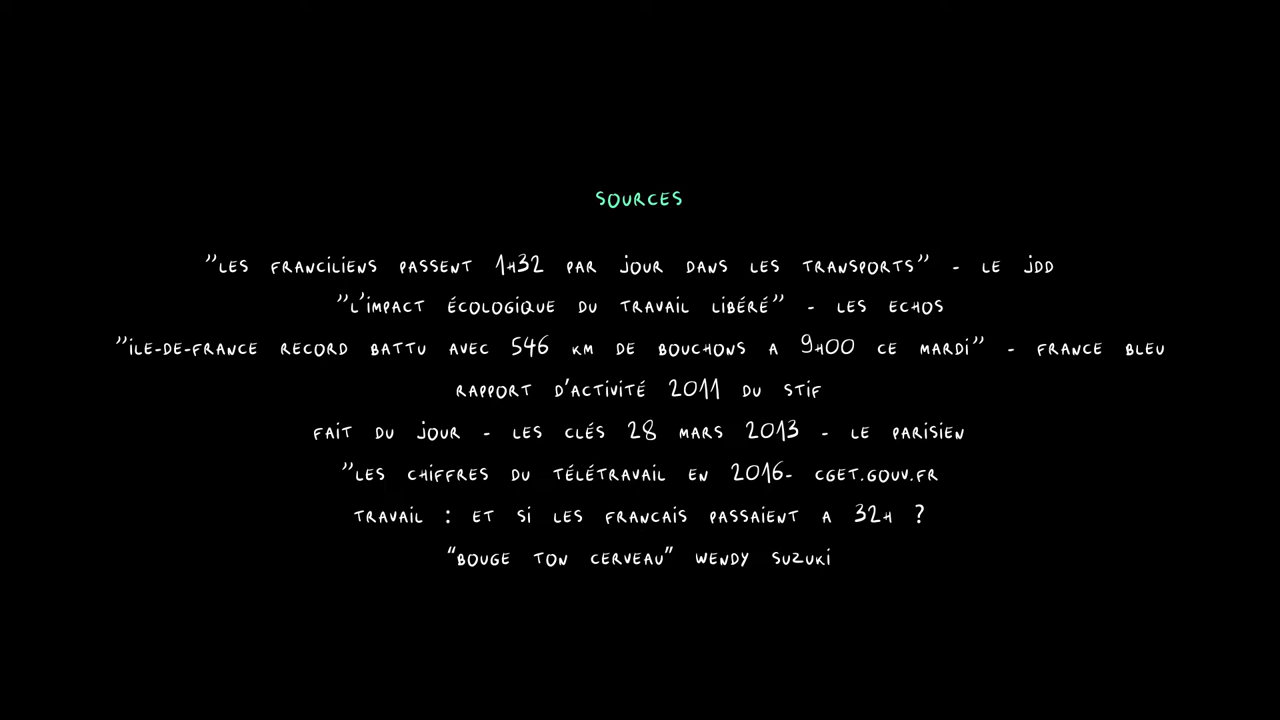 SOURCES
"LES FRANCILIENS PASSENT 1H32 PAR JOUR DANS LES TRANSPORTS" - LE JDD
"L'IMPACT ÉCOLOGIQUE DU TRAVAIL LIBÉRÉ" - LES ECHOS
"ILE-DE-FRANCE RECORD BATTU AVEC 546 KM DE BOUCHONS A 9H00 CE MARDI" - FRANCE BLEU
RAPPORT D'ACTIVITÉ 2011 DU STIF
FAIT DU JOUR - LES CLÉS 28 MARS 2013 - LE PARISIEN
"LES CHIFFRES DU TÉLÉTRAVAIL EN 2016- CGET.GOUV.FR
TRAVAIL : ET SI LES FRANCAIS PASSAIENT A 32H ?
"BOUGE TON CERVEAU" WENDY SUZUKI